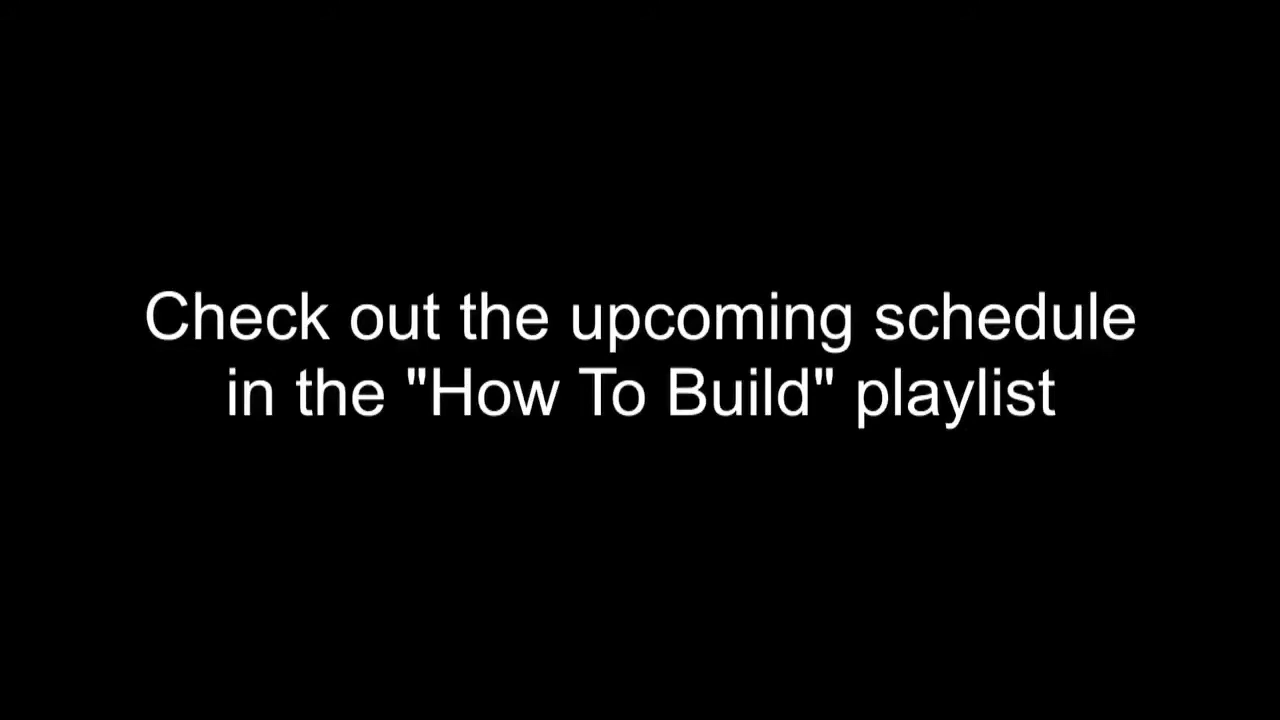 Check out the upcoming schedule
in the "How To Build" playlist